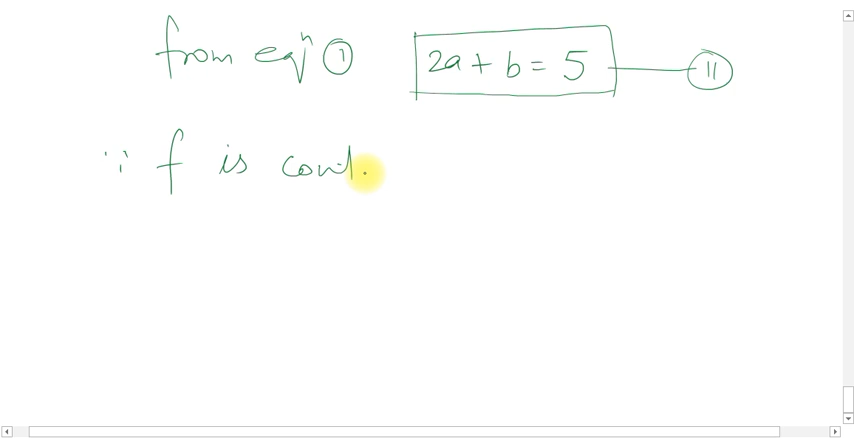 from eqⁿ ① 2a + b = 5 — ⑪
∵ f is cont.